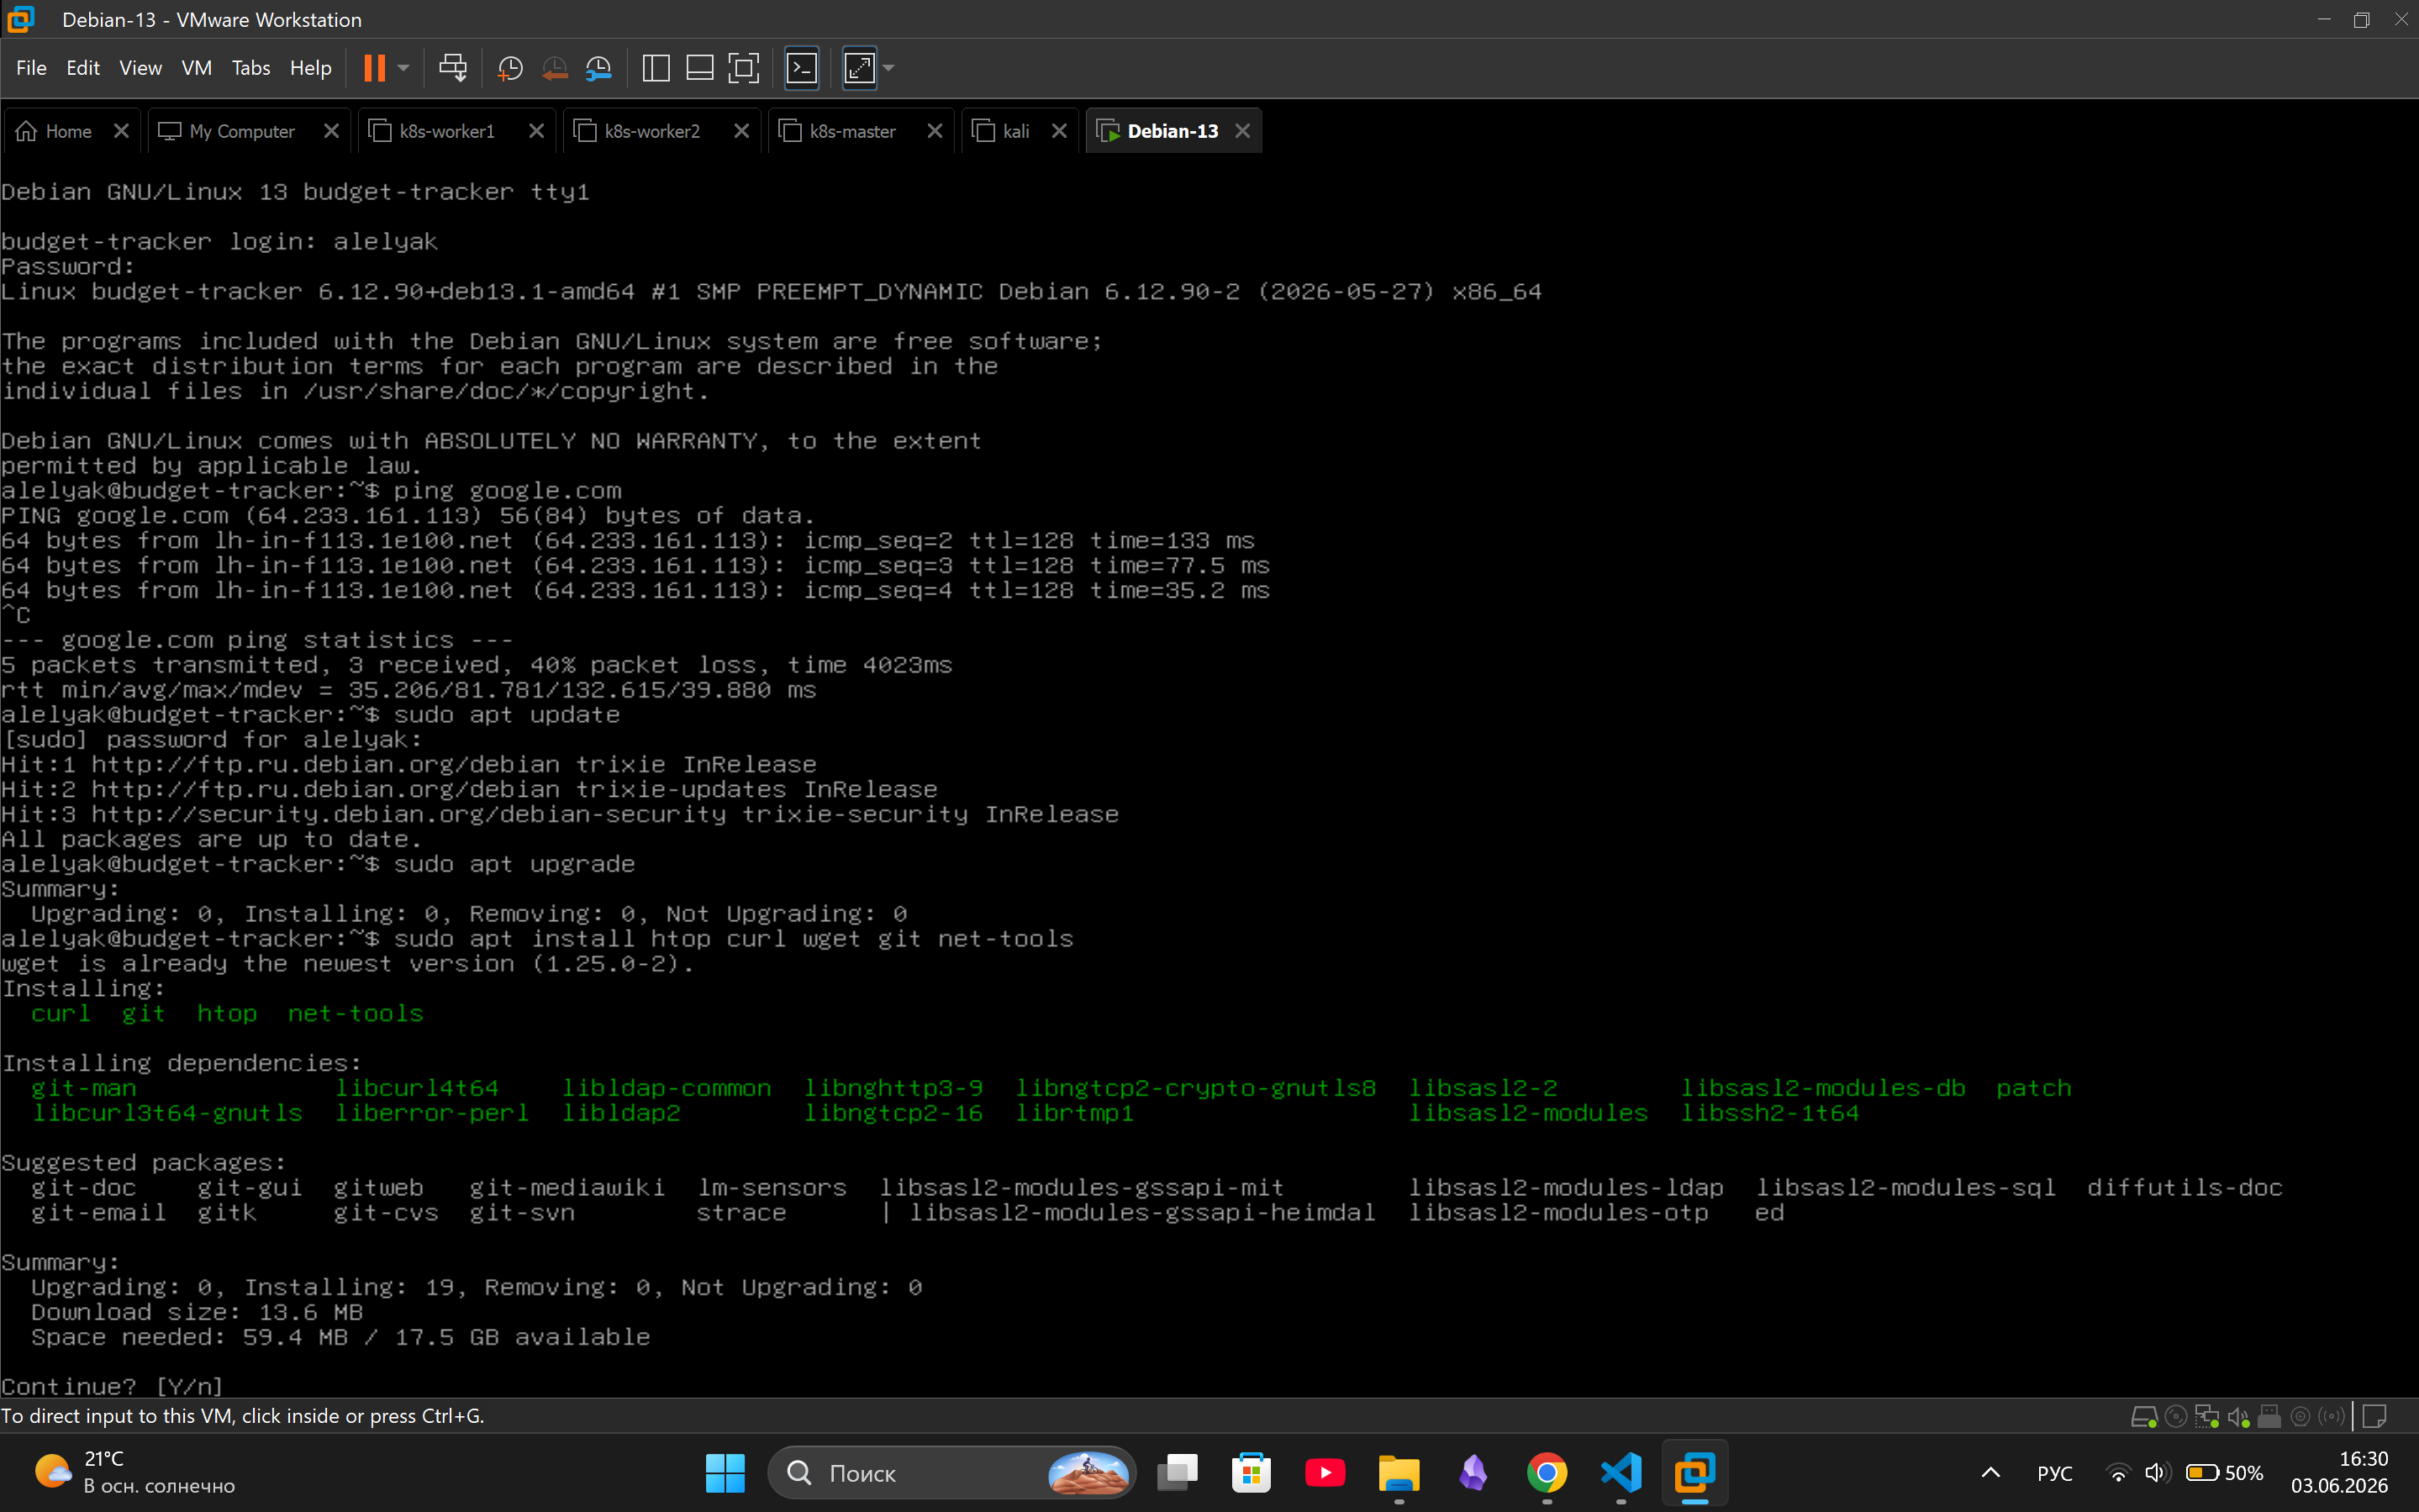 Debian-13 - VMware Workstation
File Edit View VM Tabs Help
Home My Computer k8s-worker1 k8s-worker2 k8s-master kali Debian-13
Debian GNU/Linux 13 budget-tracker tty1
budget-tracker login: alelyak
Password:
Linux budget-tracker 6.12.90+deb13.1-amd64 #1 SMP PREEMPT_DYNAMIC Debian 6.12.90-2 (2026-05-27) x86_64
The programs included with the Debian GNU/Linux system are free software;
the exact distribution terms for each program are described in the
individual files in /usr/share/doc/*/copyright.
Debian GNU/Linux comes with ABSOLUTELY NO WARRANTY, to the extent
permitted by applicable law.
alelyak@budget-tracker:~$ ping google.com
PING google.com (64.233.161.113) 56(84) bytes of data.
64 bytes from lh-in-f113.1e100.net (64.233.161.113): icmp_seq=2 ttl=128 time=133 ms
64 bytes from lh-in-f113.1e100.net (64.233.161.113): icmp_seq=3 ttl=128 time=77.5 ms
64 bytes from lh-in-f113.1e100.net (64.233.161.113): icmp_seq=4 ttl=128 time=35.2 ms
^C
--- google.com ping statistics ---
5 packets transmitted, 3 received, 40% packet loss, time 4023ms
rtt min/avg/max/mdev = 35.206/81.781/132.615/39.880 ms
alelyak@budget-tracker:~$ sudo apt update
[sudo] password for alelyak:
Hit:1 http://ftp.ru.debian.org/debian trixie InRelease
Hit:2 http://ftp.ru.debian.org/debian trixie-updates InRelease
Hit:3 http://security.debian.org/debian-security trixie-security InRelease
All packages are up to date.
alelyak@budget-tracker:~$ sudo apt upgrade
Summary:
Upgrading: 0, Installing: 0, Removing: 0, Not Upgrading: 0
alelyak@budget-tracker:~$ sudo apt install htop curl wget git net-tools
wget is already the newest version (1.25.0-2).
Installing:
curl git htop net-tools
Installing dependencies:
git-man libcurl4t64 libldap-common libnghttp3-9 libngtcp2-crypto-gnutls8 libsasl2-2 libsasl2-modules-db patch
libcurl3t64-gnutls liberror-perl libldap2 libngtcp2-16 librtmp1 libsasl2-modules libssh2-1t64
Suggested packages:
git-doc git-gui gitweb git-mediawiki lm-sensors libsasl2-modules-gssapi-mit libsasl2-modules-ldap libsasl2-modules-sql diffutils-doc
git-email gitk git-cvs git-svn strace | libsasl2-modules-gssapi-heimdal libsasl2-modules-otp ed
Summary:
Upgrading: 0, Installing: 19, Removing: 0, Not Upgrading: 0
Download size: 13.6 MB
Space needed: 59.4 MB / 17.5 GB available
Continue? [Y/n]
To direct input to this VM, click inside or press Ctrl+G.
21°C
В осн. солнечно
Поиск
РУС
50%
16:30
03.06.2026